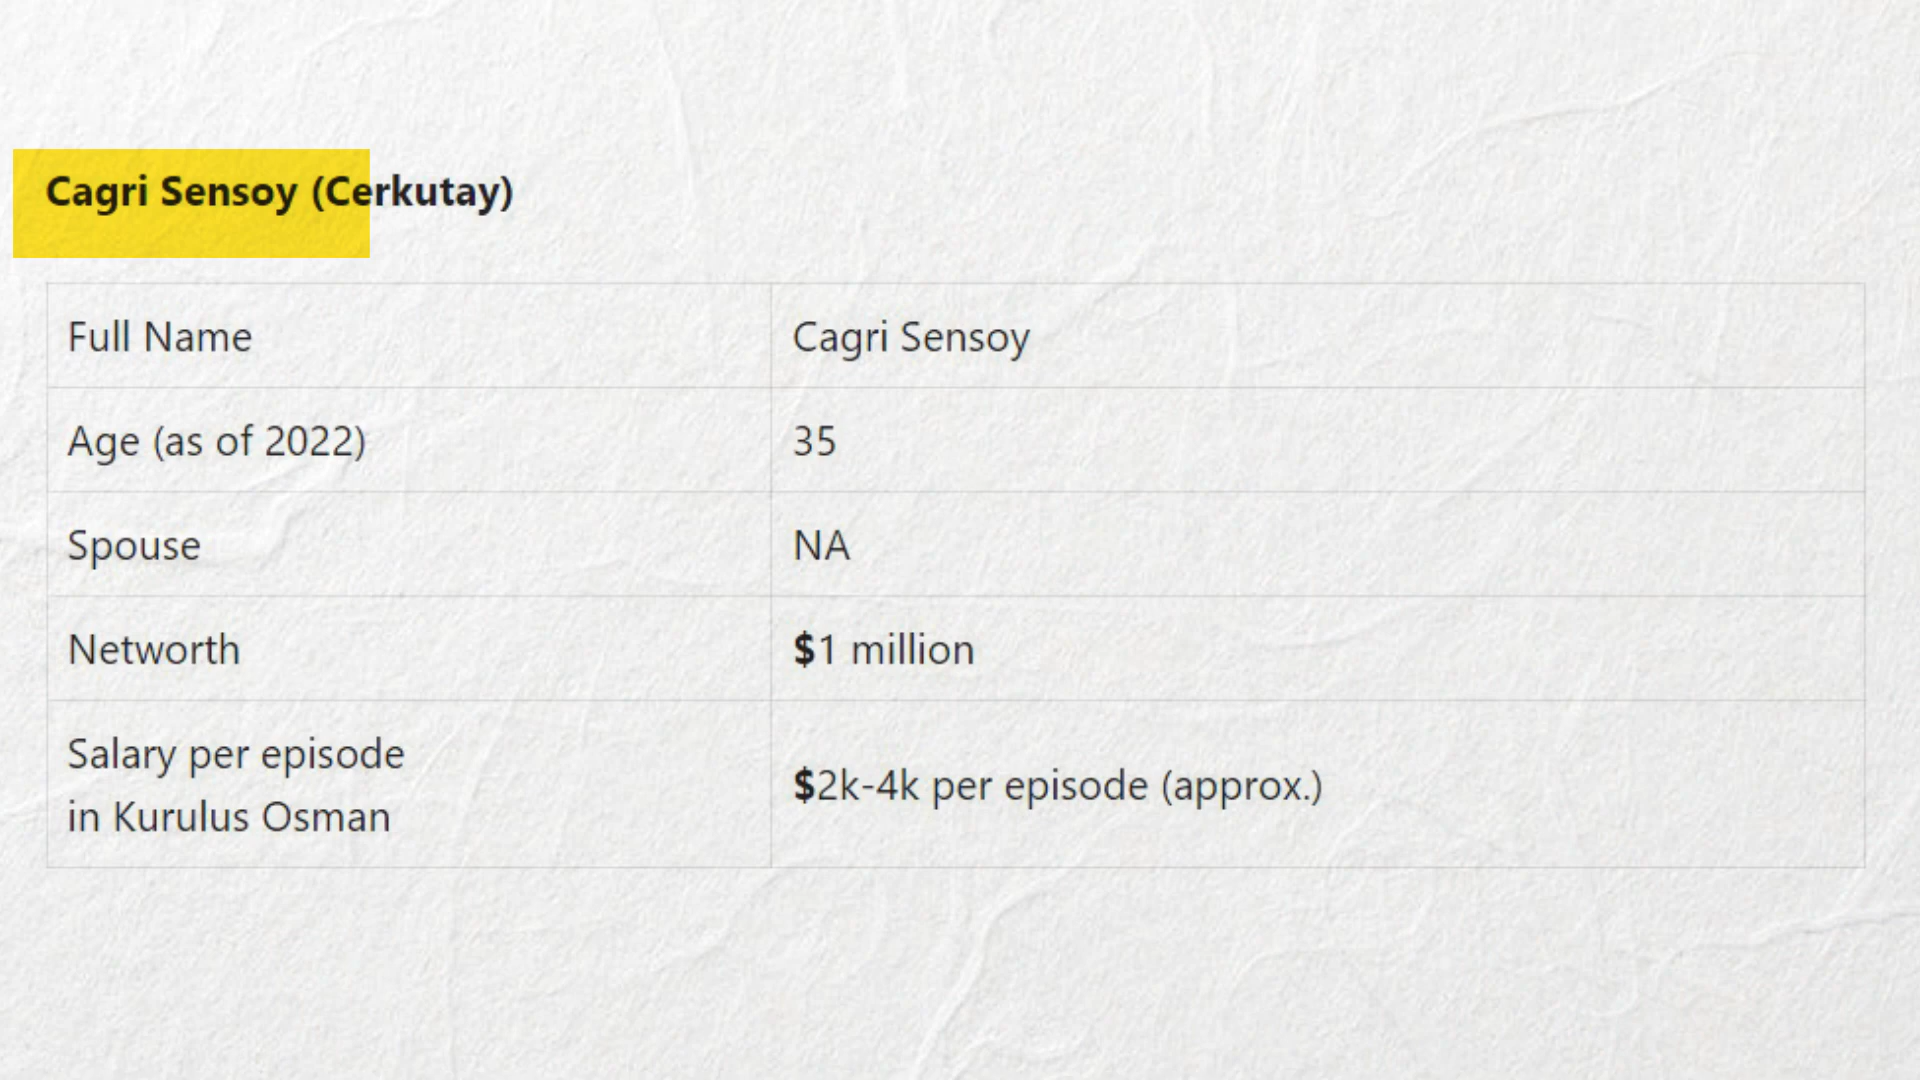 Cagri Sensoy (Cerkutay)
Full Name Cagri Sensoy
Age (as of 2022) 35
Spouse NA
Networth $1 million
Salary per episode
in Kurulus Osman
$2k-4k per episode (approx.)